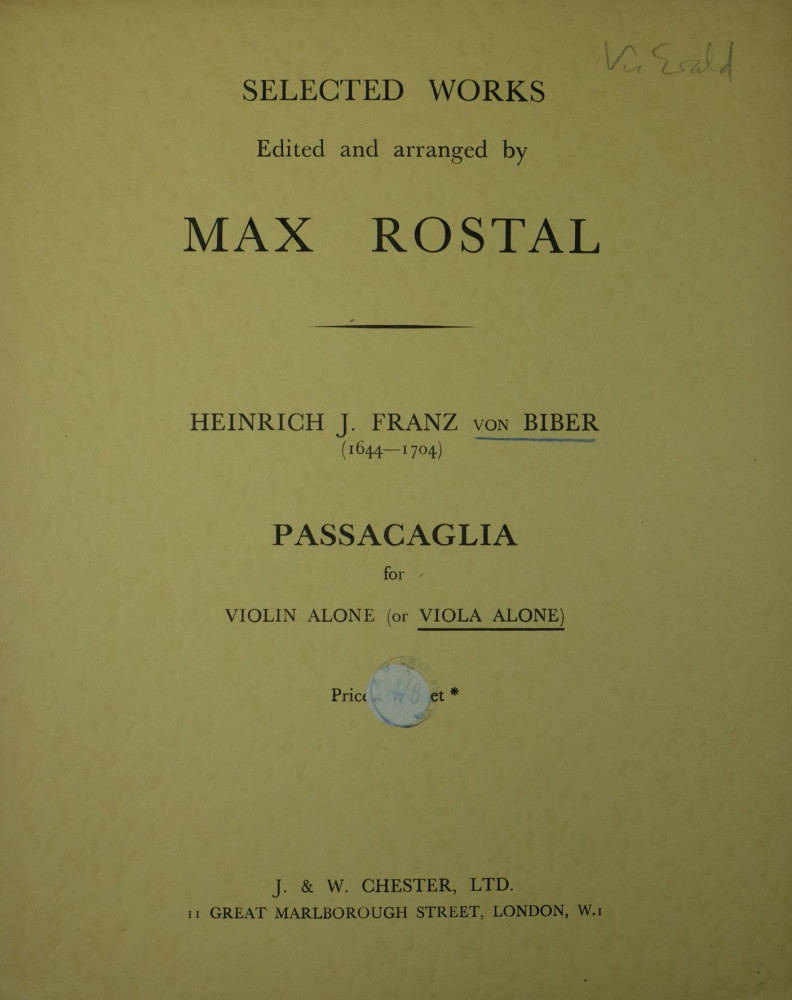 SELECTED WORKS
Edited and arranged by
MAX ROSTAL
HEINRICH J. FRANZ VON BIBER
(1644—1704)
PASSACAGLIA
for
VIOLIN ALONE (or VIOLA ALONE)
*
J. & W. CHESTER, LTD.
11 GREAT MARLBOROUGH STREET, LONDON, W.1